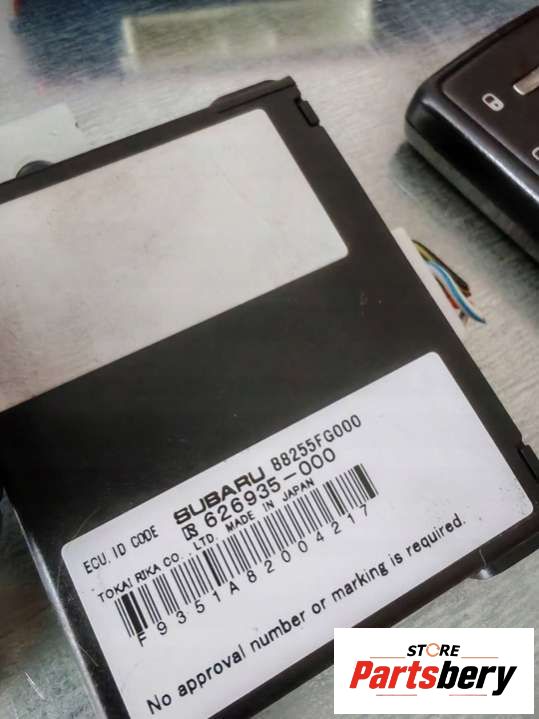 ECU. ID CODE SUBARU 88255FG000
R 626935-000
TOKAI RIKA CO., LTD. MADE IN JAPAN
F9351A82004217
No approval number or marking is required.
STORE
Partsbery